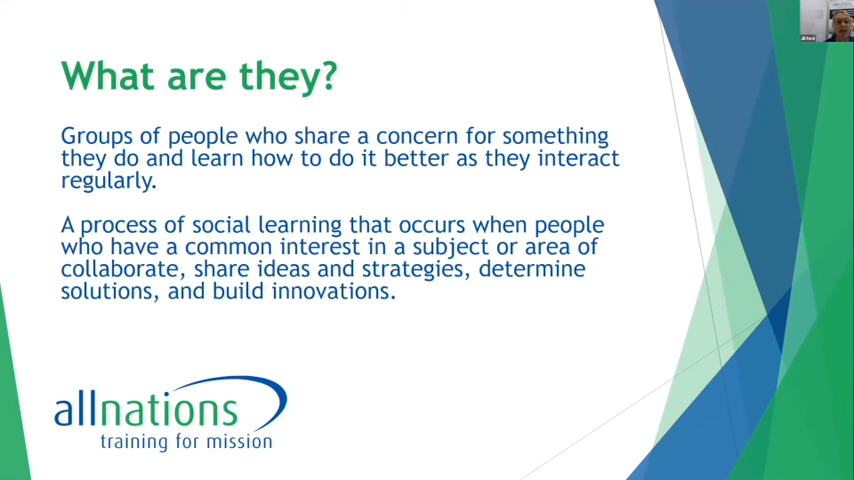 What are they?
Groups of people who share a concern for something
they do and learn how to do it better as they interact
regularly.
A process of social learning that occurs when people
who have a common interest in a subject or area of
collaborate, share ideas and strategies, determine
solutions, and build innovations.
allnations
training for mission